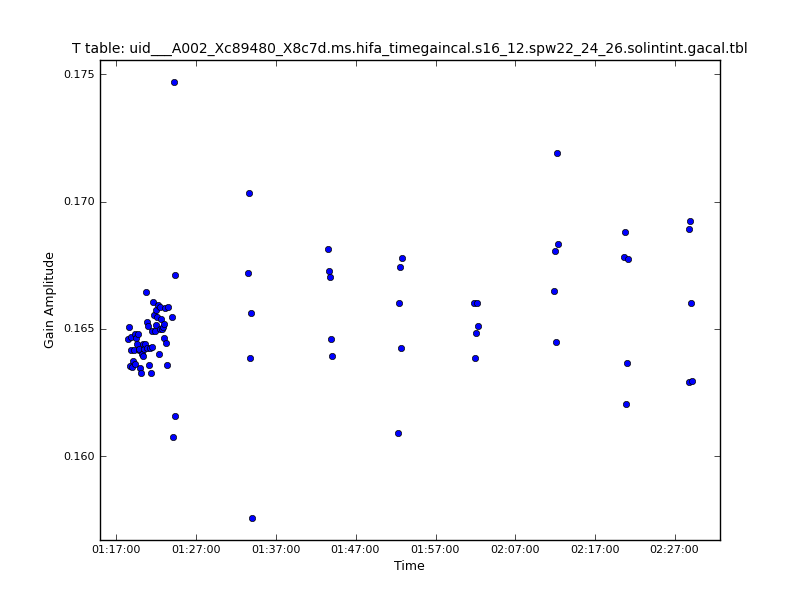 T table: uid___A002_Xc89480_X8c7d.ms.hifa_timegaincal.s16_12.spw22_24_26.solintint.gacal.tbl
0.175
0.170
0.165
0.160
Gain Amplitude
01:17:00 01:27:00 01:37:00 01:47:00 01:57:00 02:07:00 02:17:00 02:27:00
Time